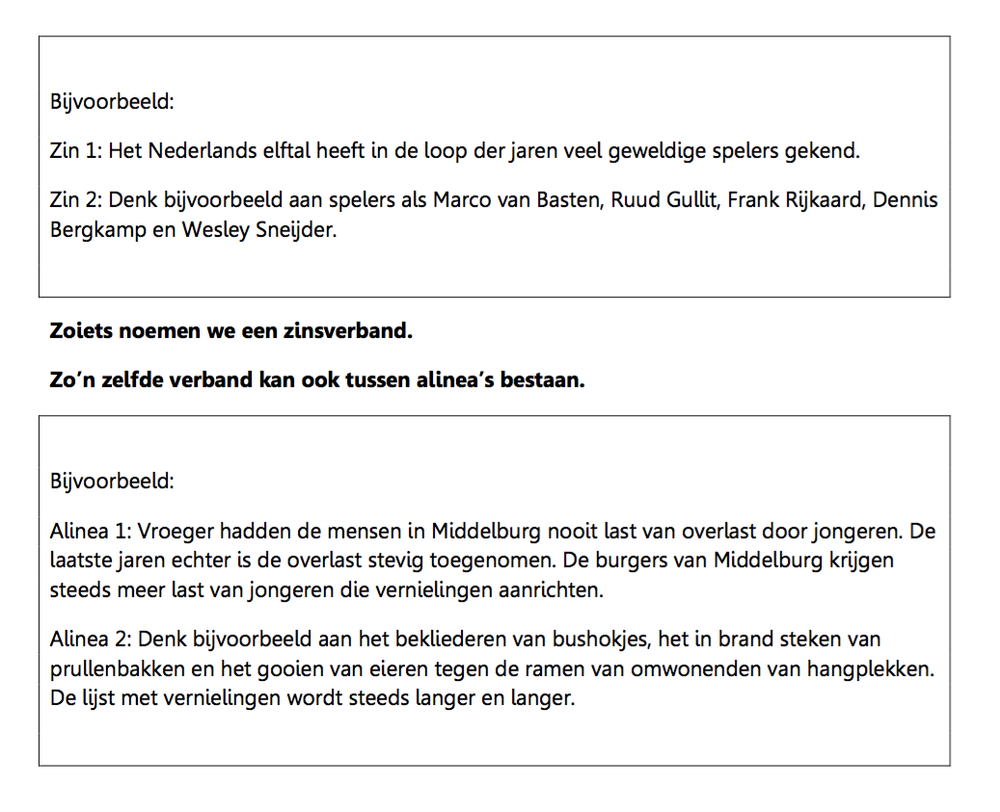 Bijvoorbeeld:
Zin 1: Het Nederlands elftal heeft in de loop der jaren veel geweldige spelers gekend.
Zin 2: Denk bijvoorbeeld aan spelers als Marco van Basten, Ruud Gullit, Frank Rijkaard, Dennis
Bergkamp en Wesley Sneijder.
Zoiets noemen we een zinsverband.
Zo’n zelfde verband kan ook tussen alinea’s bestaan.
Bijvoorbeeld:
Alinea 1: Vroeger hadden de mensen in Middelburg nooit last van overlast door jongeren. De
laatste jaren echter is de overlast stevig toegenomen. De burgers van Middelburg krijgen
steeds meer last van jongeren die vernielingen aanrichten.
Alinea 2: Denk bijvoorbeeld aan het bekliederen van bushokjes, het in brand steken van
prullenbakken en het gooien van eieren tegen de ramen van omwonenden van hangplekken.
De lijst met vernielingen wordt steeds langer en langer.